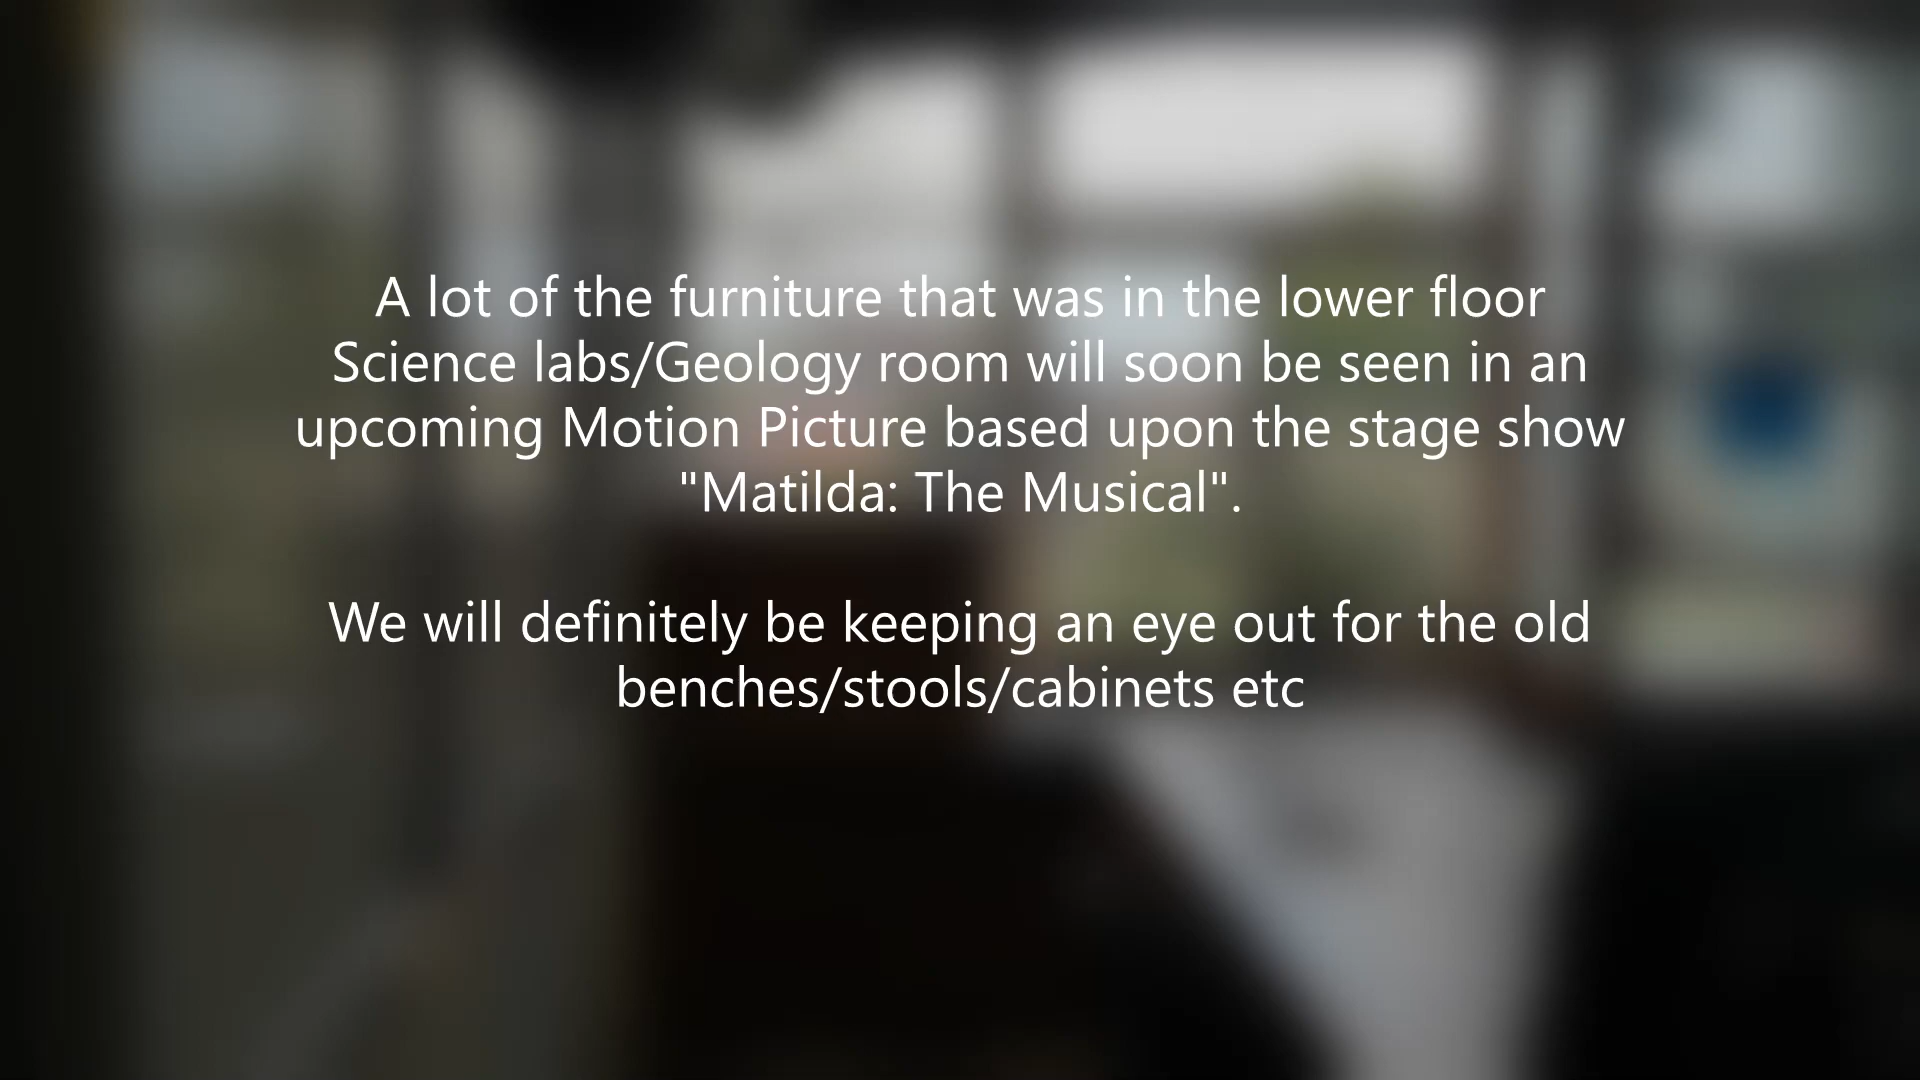 A lot of the furniture that was in the lower floor
Science labs/Geology room will soon be seen in an
upcoming Motion Picture based upon the stage show
"Matilda: The Musical".
We will definitely be keeping an eye out for the old
benches/stools/cabinets etc